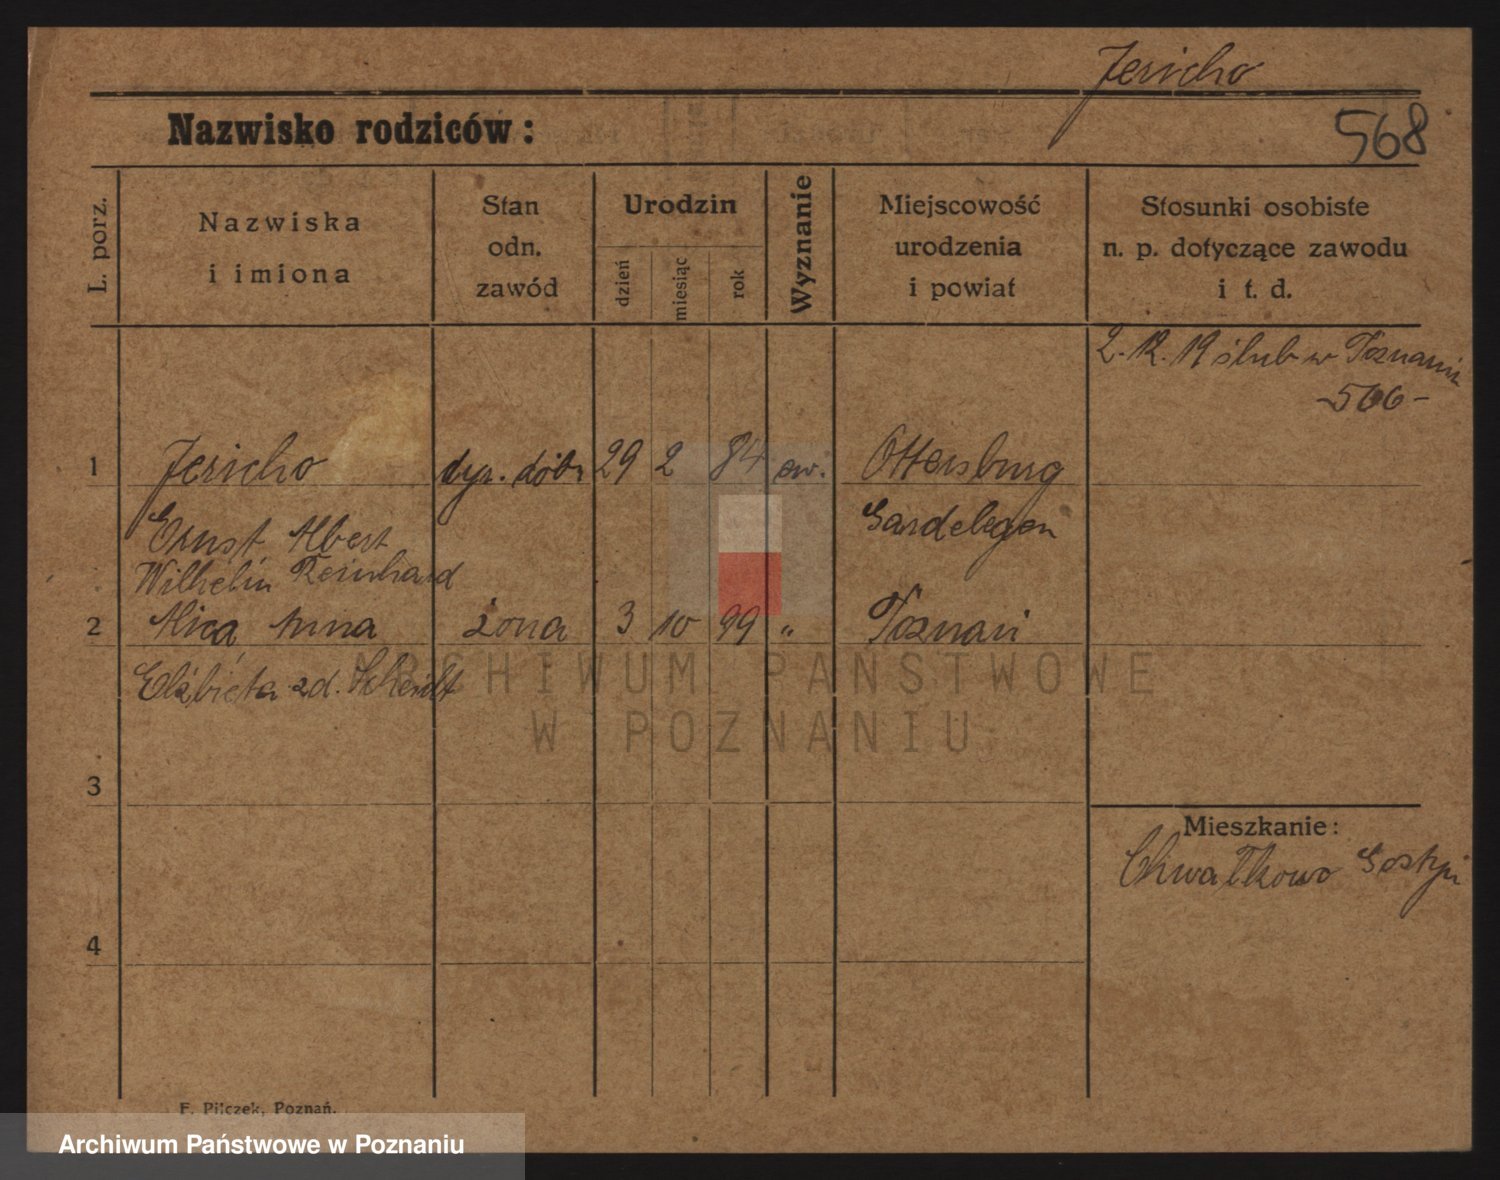 Jericho
Nazwisko rodziców:
568
L. porz.
Nazwiska
i imiona
Stan
odn.
zawód
Urodzin
dzień
miesiąc
rok
Wyznanie
Miejscowość
urodzenia
i powiat
Stosunki osobiste
n. p. dotyczące zawodu
i t. d.
2. 12. 19 ślub w Poznaniu
-566-
1 Jericho dyr. dóbr 29 2 84 ew. Ottersburg
Ernst Albert Gardelegen
Wilhelm Reinhard
2 Anna żona 3 10 99 " Poznań
Elżbieta zd.
ARCHIWUM PAŃSTWOWE
W POZNANIU
3
Mieszkanie:
Chwałkowo Gostyń
4
F. Pilczek, Poznań.
Archiwum Państwowe w Poznaniu